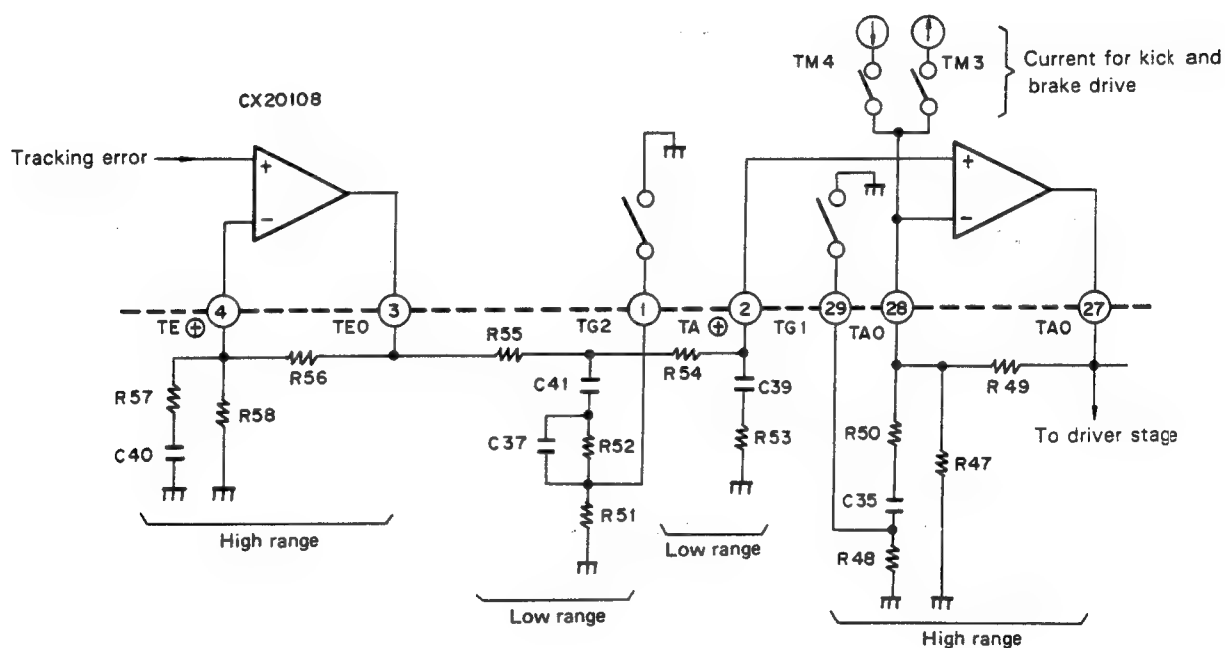 TM4
TM3
Current for kick and
brake drive
CX20108
Tracking error
+
−
+
−
4
3
1
2
29
28
27
TE ⊕
TEO
TG2
TA ⊕
TG1
TAO
TAO
R55
R56
R54
R57
R58
C40
C41
C37
R52
R51
C39
R53
R49
R50
R47
C35
R48
To driver stage
High range
Low range
Low range
High range